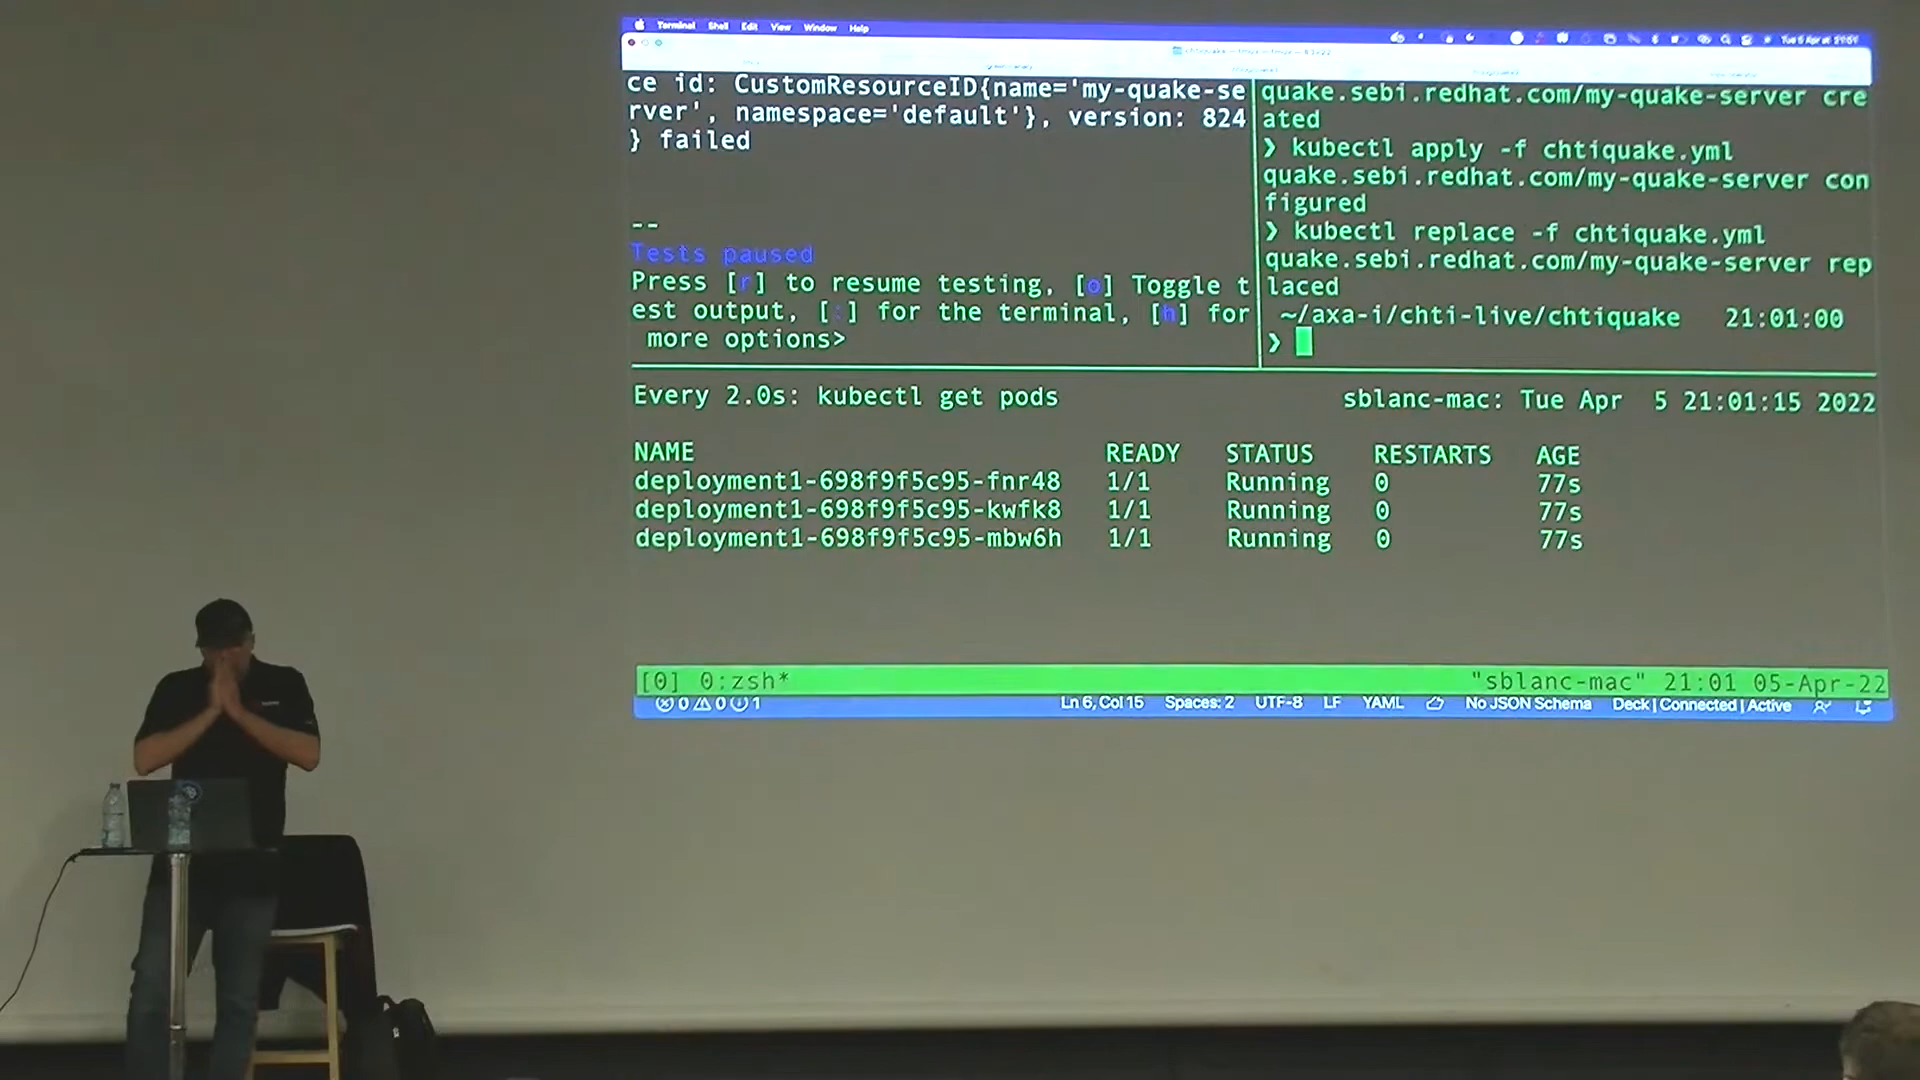 Terminal Shell Edit View Window Help
ce id: CustomResourceID{name='my-quake-se
rver', namespace='default'}, version: 824
} failed
--
Tests paused
Press [r] to resume testing, [o] Toggle t
est output, [:] for the terminal, [h] for
more options>
quake.sebi.redhat.com/my-quake-server cre
ated
❯ kubectl apply -f chtiquake.yml
quake.sebi.redhat.com/my-quake-server con
figured
❯ kubectl replace -f chtiquake.yml
quake.sebi.redhat.com/my-quake-server rep
laced
~/axa-i/chti-live/chtiquake 21:01:00
❯
Every 2.0s: kubectl get pods sblanc-mac: Tue Apr 5 21:01:15 2022
NAME READY STATUS RESTARTS AGE
deployment1-698f9f5c95-fnr48 1/1 Running 0 77s
deployment1-698f9f5c95-kwfk8 1/1 Running 0 77s
deployment1-698f9f5c95-mbw6h 1/1 Running 0 77s
[0] 0:zsh* "sblanc-mac" 21:01 05-Apr-22
0 0 1 Ln 6, Col 15 Spaces: 2 UTF-8 LF YAML No JSON Schema Deck | Connected | Active